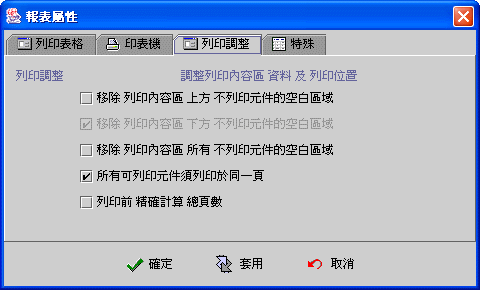 報表屬性
列印表格 印表機 列印調整 特殊
列印調整 調整列印內容區 資料 及 列印位置
移除 列印內容區 上方 不列印元件的空白區域
移除 列印內容區 下方 不列印元件的空白區域
移除 列印內容區 所有 不列印元件的空白區域
所有可列印元件須列印於同一頁
列印前 精確計算 總頁數
確定 套用 取消